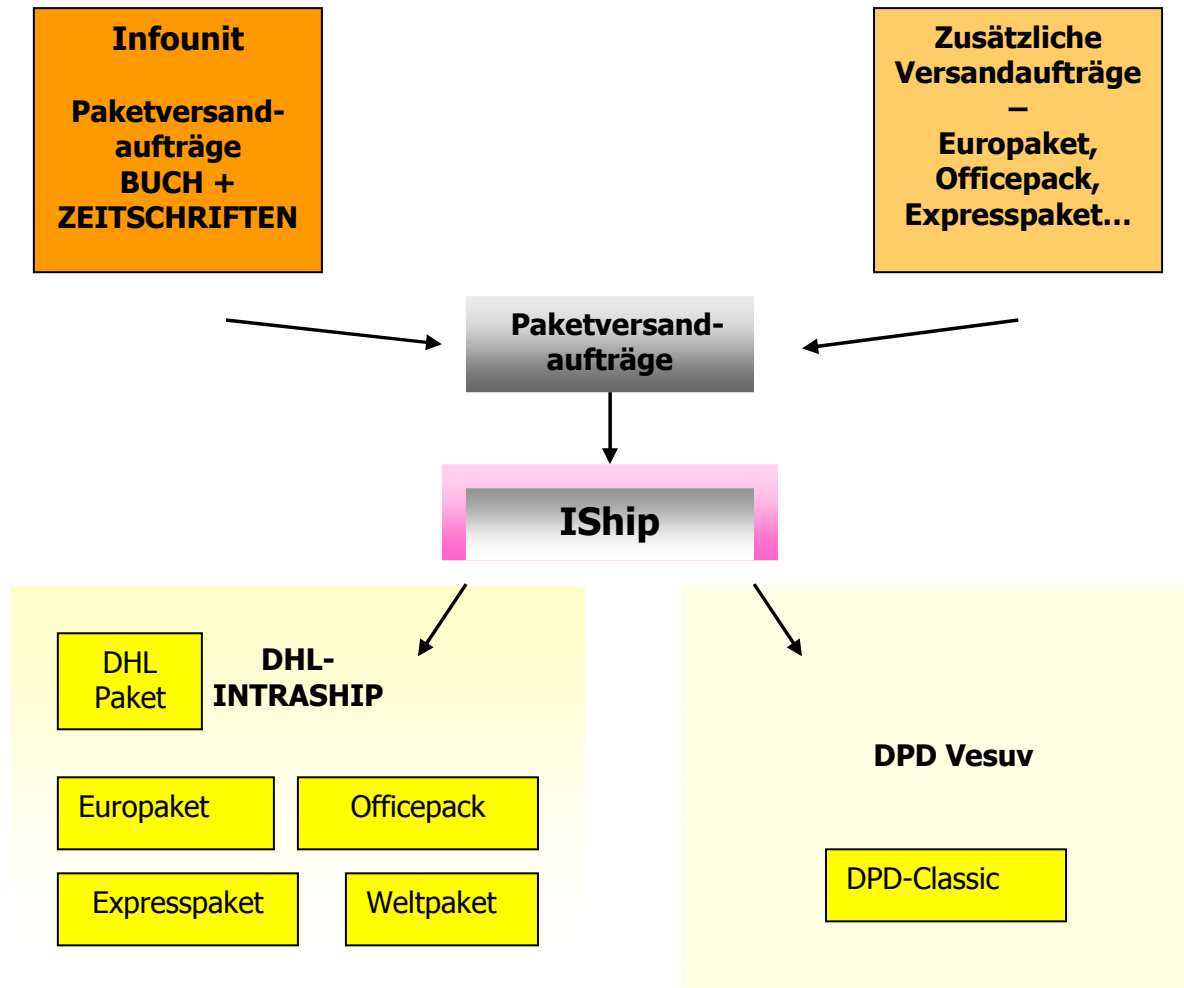 Infounit
Paketversand-
aufträge
BUCH +
ZEITSCHRIFTEN
Zusätzliche
Versandaufträge
–
Europaket,
Officepack,
Expresspaket…
Paketversand-
aufträge
IShip
DHL
Paket
DHL-
INTRASHIP
Europaket
Officepack
Expresspaket
Weltpaket
DPD Vesuv
DPD-Classic